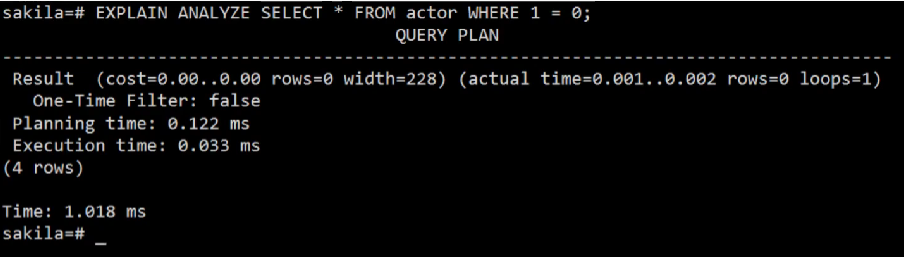 sakila=# EXPLAIN ANALYZE SELECT * FROM actor WHERE 1 = 0;
QUERY PLAN
--------------------------------------------------------------------------------------
Result  (cost=0.00..0.00 rows=0 width=228) (actual time=0.001..0.002 rows=0 loops=1)
One-Time Filter: false
Planning time: 0.122 ms
Execution time: 0.033 ms
(4 rows)
Time: 1.018 ms
sakila=# _